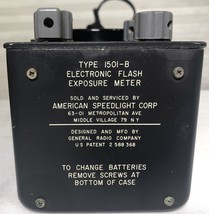 TYPE 1501-B
ELECTRONIC FLASH
EXPOSURE METER
SOLD AND SERVICED BY
AMERICAN SPEEDLIGHT CORP
63-01 METROPOLITAN AVE
MIDDLE VILLAGE 79 N Y
DESIGNED AND MFD BY
GENERAL RADIO COMPANY
U S PATENT 2 588 368
TO CHANGE BATTERIES
REMOVE SCREWS AT
BOTTOM OF CASE